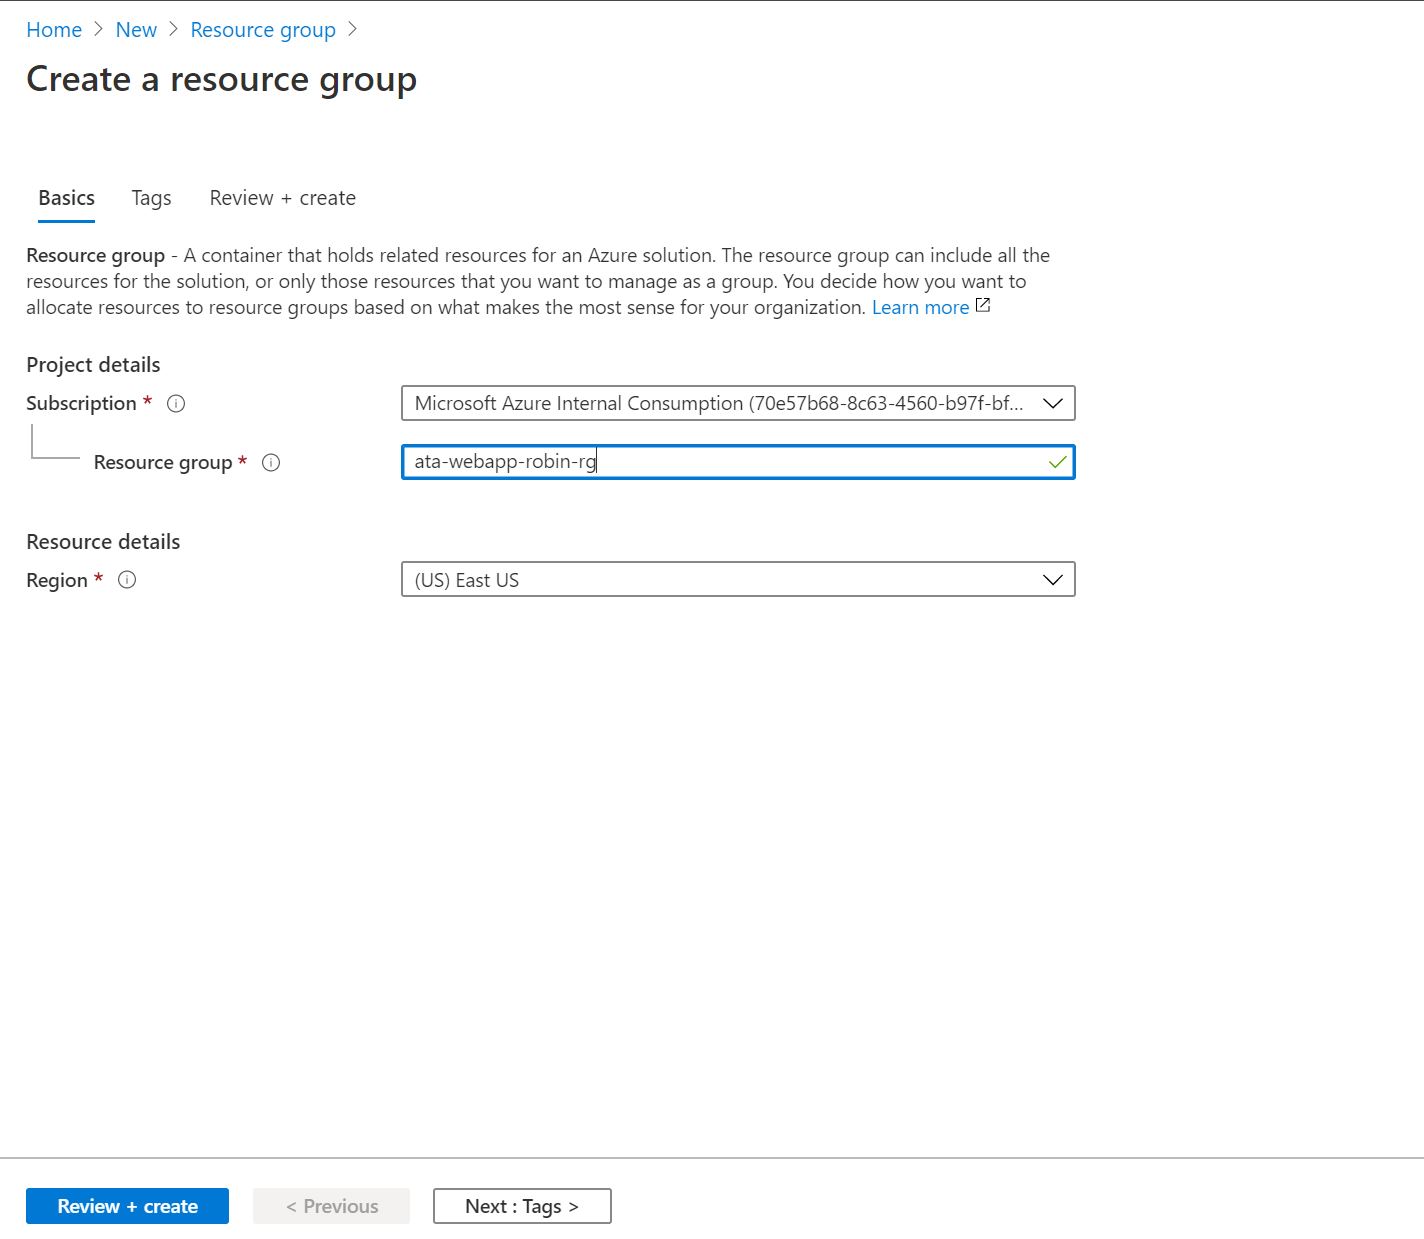 Home > New > Resource group >
Create a resource group
Basics Tags Review + create
Resource group - A container that holds related resources for an Azure solution. The resource group can include all the
resources for the solution, or only those resources that you want to manage as a group. You decide how you want to
allocate resources to resource groups based on what makes the most sense for your organization. Learn more
Project details
Subscription * Microsoft Azure Internal Consumption (70e57b68-8c63-4560-b97f-bf...
Resource group * ata-webapp-robin-rg
Resource details
Region * (US) East US
Review + create < Previous Next : Tags >